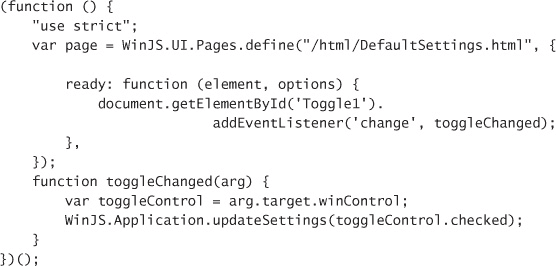 (function () {
    "use strict";
    var page = WinJS.UI.Pages.define("/html/DefaultSettings.html", {

        ready: function (element, options) {
            document.getElementById('Toggle1').
                          addEventListener('change', toggleChanged);
        },
    });
    function toggleChanged(arg) {
        var toggleControl = arg.target.winControl;
        WinJS.Application.updateSettings(toggleControl.checked);
    }
})();